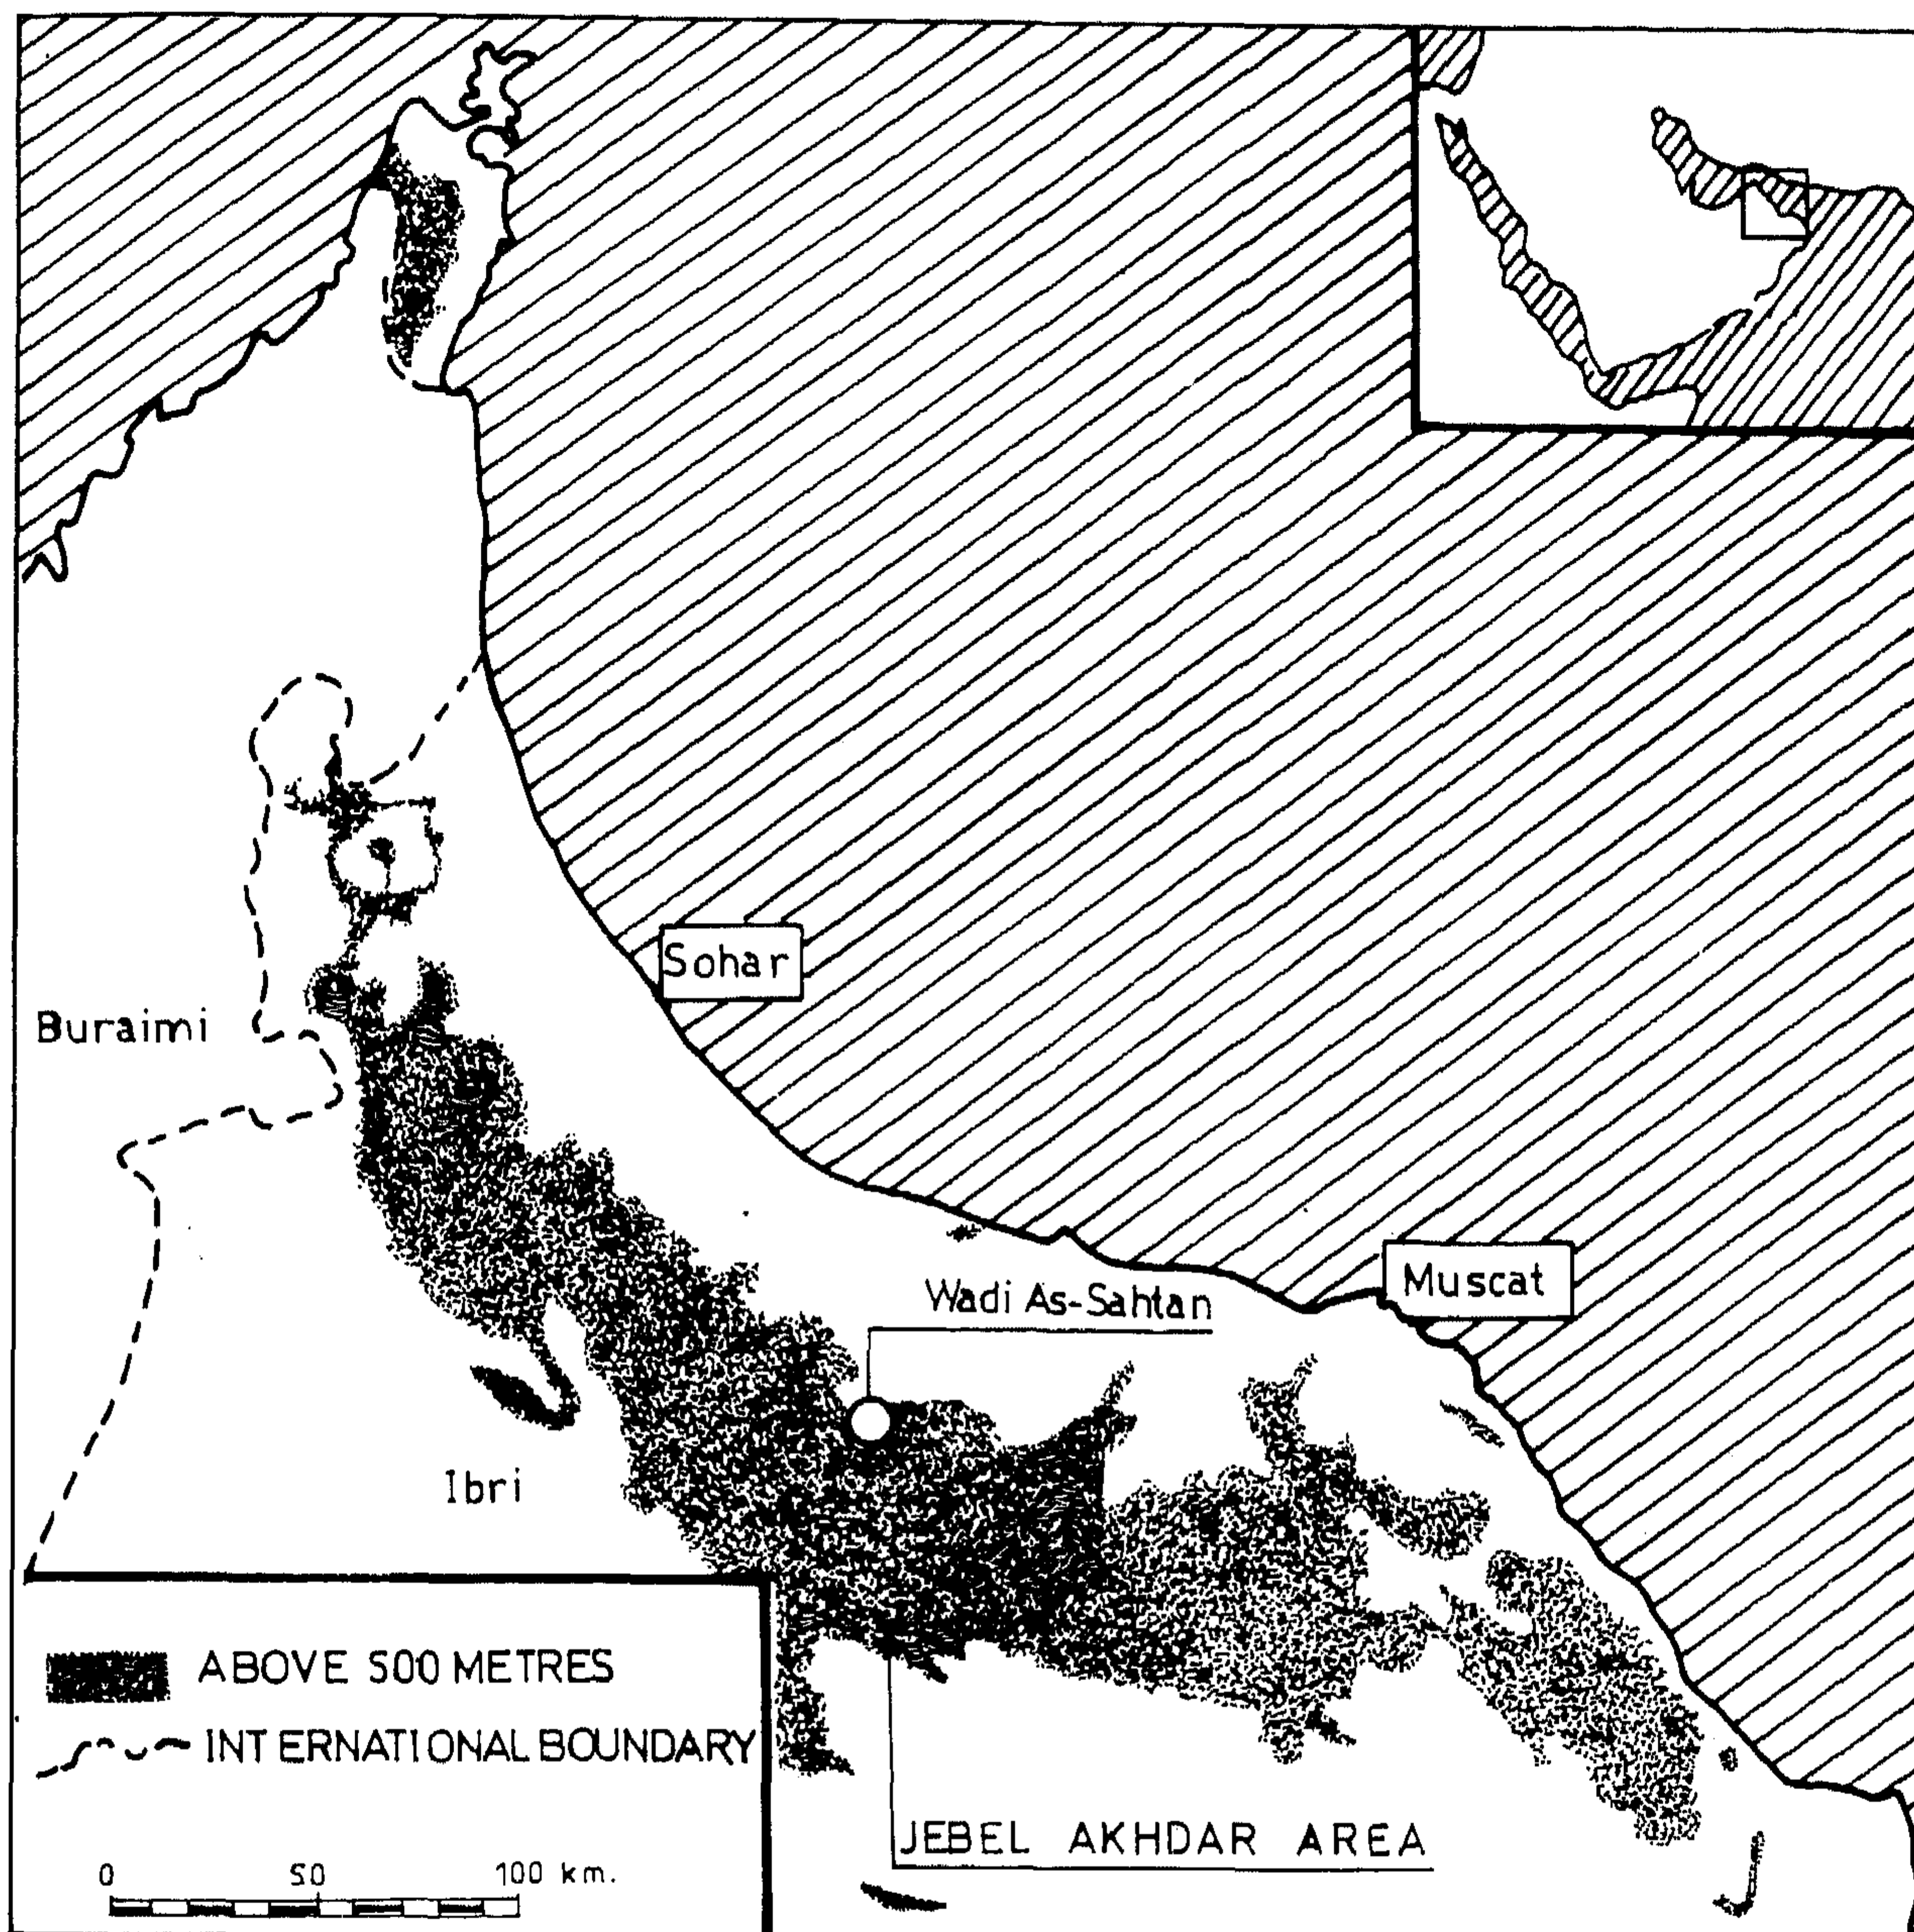 Sohar
Buraimi
Muscat
Wadi As-Sahtan
Ibri
ABOVE 500 METRES
INTERNATIONAL BOUNDARY
JEBEL AKHDAR AREA
0 50 100 km.